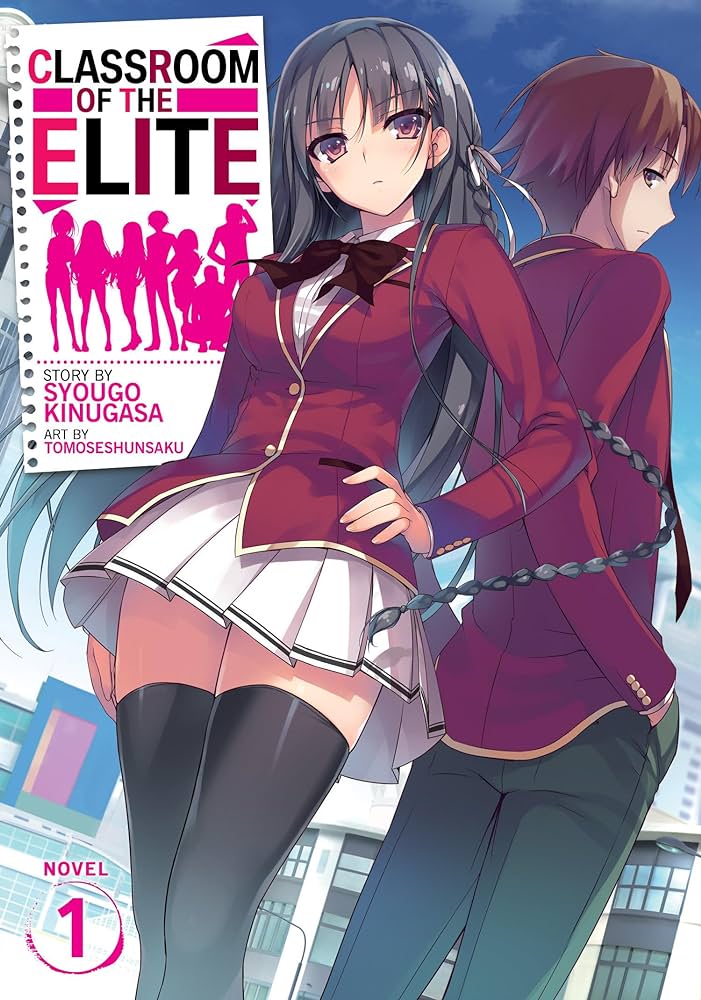 CLASSROOM
OF THE
ELITE
STORY BY
SYOUGO
KINUGASA
ART BY
TOMOSESHUNSAKU
NOVEL
1